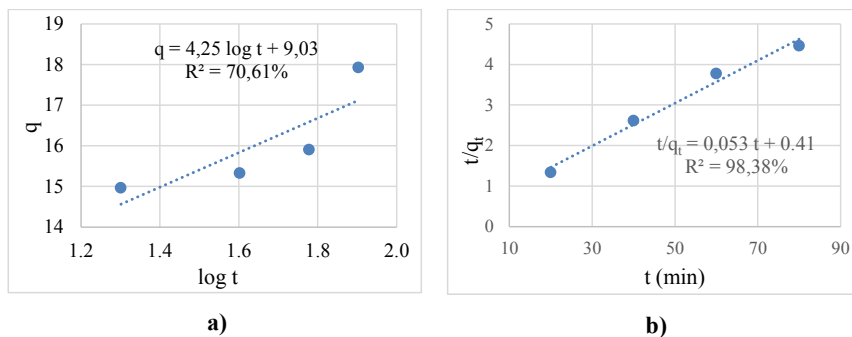 19
18
17
16
15
14
q
q = 4,25 log t + 9,03
R² = 70,61%
1.2 1.4 1.6 1.8 2.0
log t
a)
5
4
3
2
1
0
t/qt
t/qt = 0,053 t + 0.41
R² = 98,38%
10 30 50 70 90
t (min)
b)